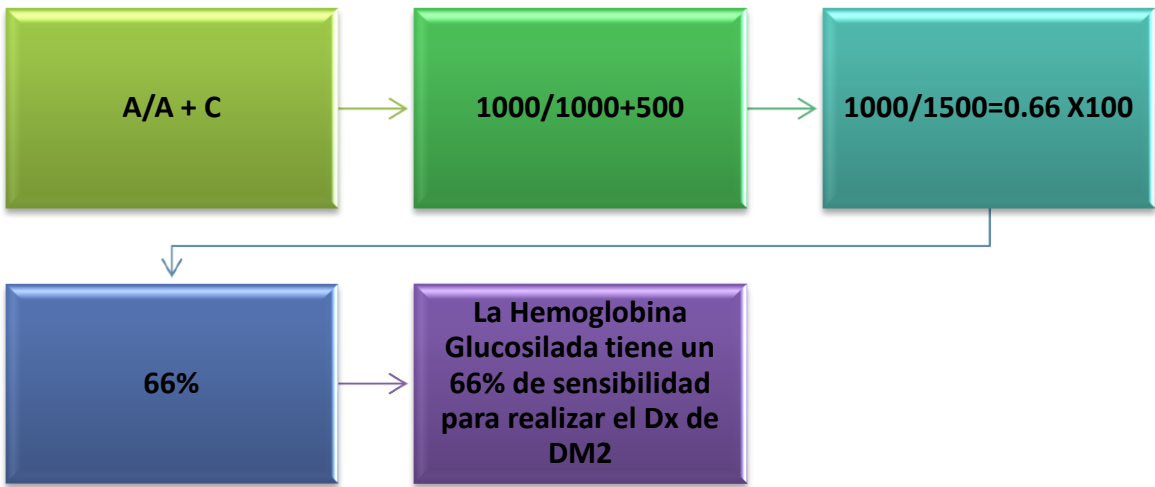 A/A + C
1000/1000+500
1000/1500=0.66 X100
66%
La Hemoglobina
Glucosilada tiene un
66% de sensibilidad
para realizar el Dx de
DM2